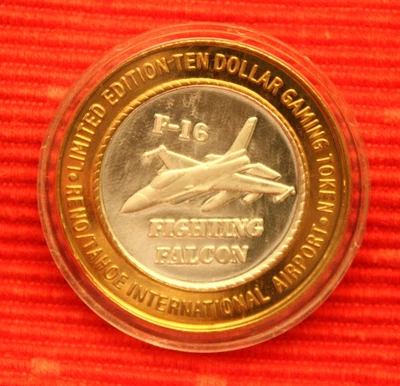 · LIMITED EDITION TEN DOLLAR GAMING TOKEN ·
RENO/TAHOE INTERNATIONAL AIRPORT
F-16
FIGHTING
FALCON